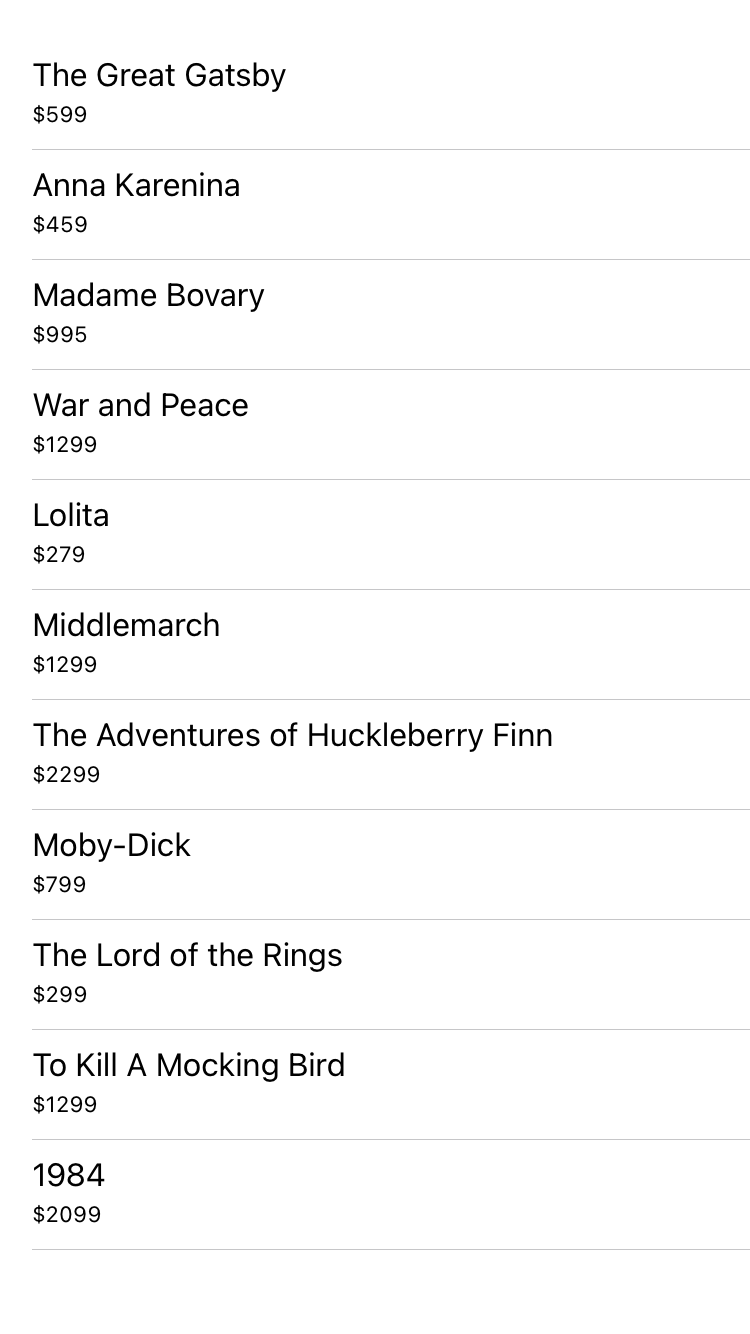 The Great Gatsby
$599
Anna Karenina
$459
Madame Bovary
$995
War and Peace
$1299
Lolita
$279
Middlemarch
$1299
The Adventures of Huckleberry Finn
$2299
Moby-Dick
$799
The Lord of the Rings
$299
To Kill A Mocking Bird
$1299
1984
$2099